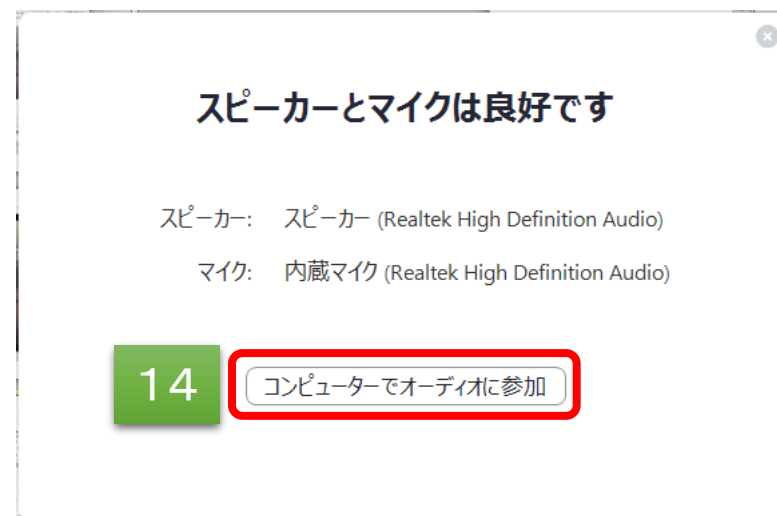 スピーカーとマイクは良好です
スピーカー: スピーカー (Realtek High Definition Audio)
マイク: 内蔵マイク (Realtek High Definition Audio)
14 コンピューターでオーディオに参加